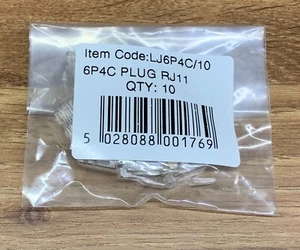 Item Code:LJ6P4C/10
6P4C PLUG RJ11
QTY: 10
5 028088 001769